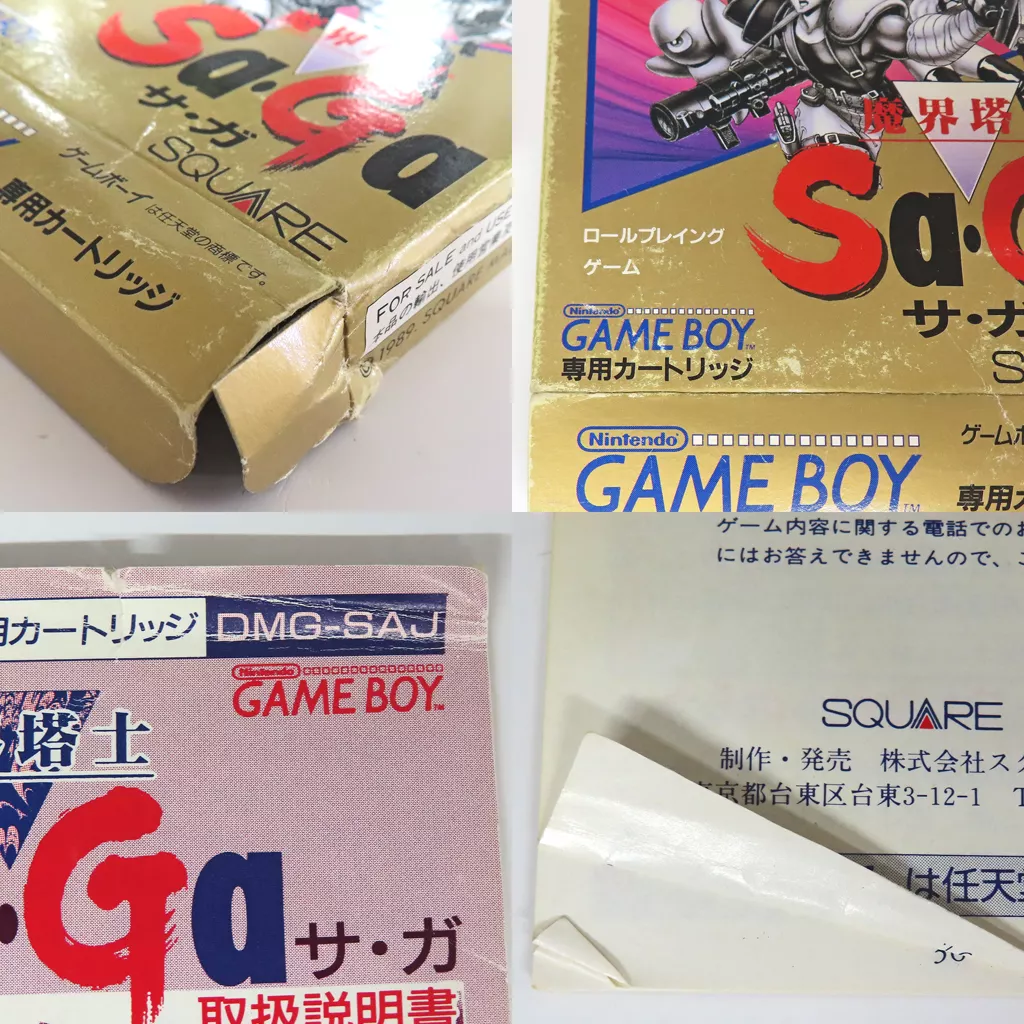 Sa・Ga
サ・ガ
SQUARE
ゲームボーイは任天堂の商標です。
専用カートリッジ
FOR SALE and USE
本品の輸出、使用営業
©1989. SQUARE
魔界塔
Sa・G
サ・ガ
S
ロールプレイング
ゲーム
Nintendo
GAME BOY™
専用カートリッジ
Nintendo
GAME BOY™
ゲームボ
専用カ
用カートリッジ DMG-SAJ
Nintendo
GAME BOY™
塔士
・Ga
サ・ガ
取扱説明書
ゲーム内容に関する電話でのお
にはお答えできませんので、こ
SQUARE
制作・発売 株式会社スク
京都台東区台東3-12-1 T
は任天堂